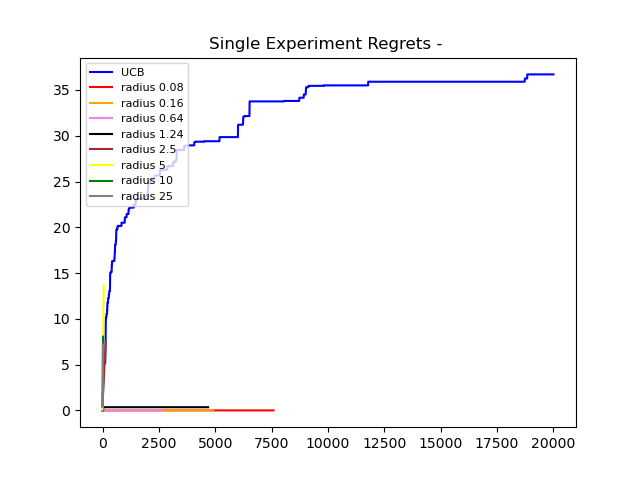 Single Experiment Regrets -
UCB
radius 0.08
radius 0.16
radius 0.64
radius 1.24
radius 2.5
radius 5
radius 10
radius 25
35
30
25
20
15
10
5
0
0 2500 5000 7500 10000 12500 15000 17500 20000